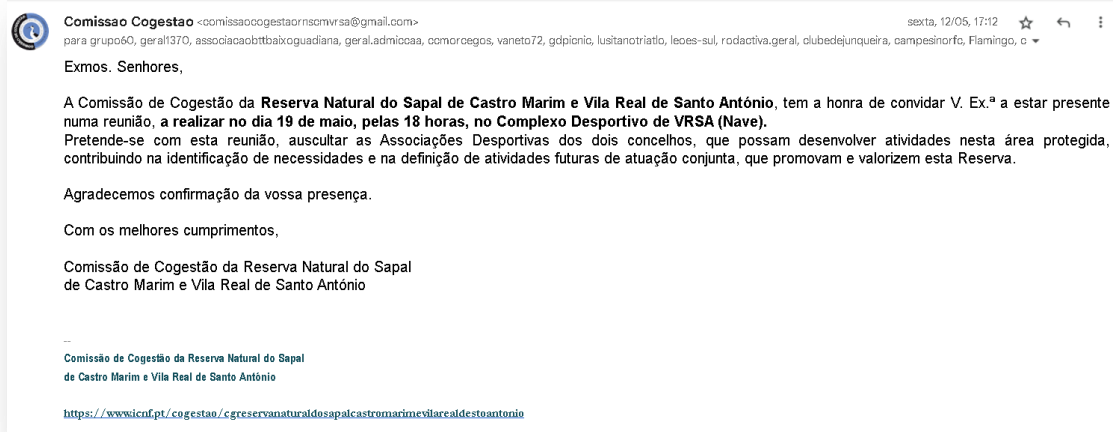 Comissao Cogestao <comissaocogestaornscmvrsa@gmail.com>
sexta, 12/05, 17:12
para grupo60, geral1370, associacaobttbaixoguadiana, geral.admiccaa, ccmorcegos, vaneto72, gdpicnic, lusitanotriatlo, leoes-sul, rodactiva.geral, clubedejunqueira, campesinorfc, Flamingo, c
Exmos. Senhores,
A Comissão de Cogestão da Reserva Natural do Sapal de Castro Marim e Vila Real de Santo António, tem a honra de convidar V. Ex.ª a estar presente
numa reunião, a realizar no dia 19 de maio, pelas 18 horas, no Complexo Desportivo de VRSA (Nave).
Pretende-se com esta reunião, auscultar as Associações Desportivas dos dois concelhos, que possam desenvolver atividades nesta área protegida,
contribuindo na identificação de necessidades e na definição de atividades futuras de atuação conjunta, que promovam e valorizem esta Reserva.
Agradecemos confirmação da vossa presença.
Com os melhores cumprimentos,
Comissão de Cogestão da Reserva Natural do Sapal
de Castro Marim e Vila Real de Santo António
--
Comissão de Cogestão da Reserva Natural do Sapal
de Castro Marim e Vila Real de Santo António
https://www.icnf.pt/cogestao/cgreservanaturaldosapalcastromarimevilarealdestoantonio